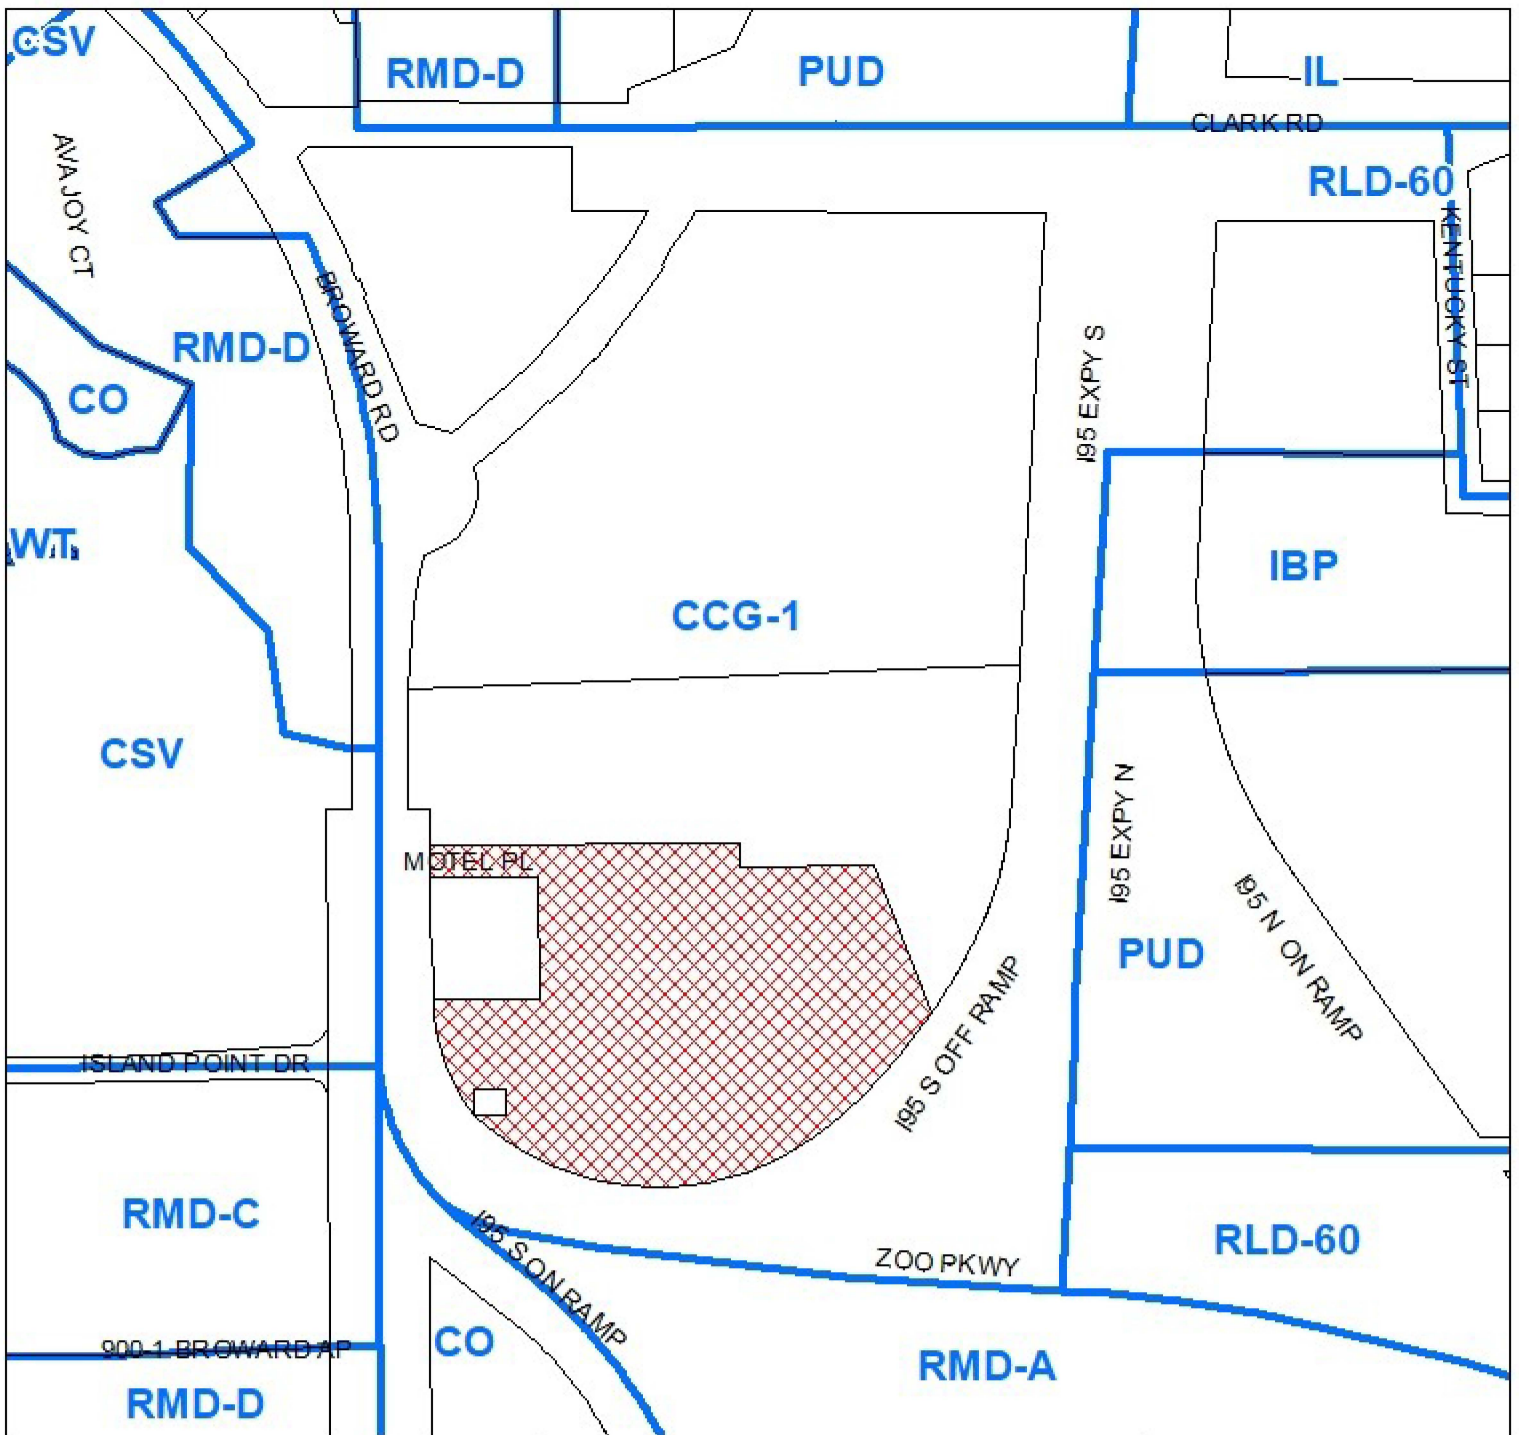 CSV
RMD-D
PUD
IL
CLARK RD
RLD-60
AVAJOY CT
KENTUCKY ST
BROWARD RD
RMD-D
I95 EXPY S
CO
WT
IBP
CCG-1
CSV
I95 EXPY N
MOTEL PL
I95 N ON RAMP
PUD
I95 S OFF RAMP
ISLAND POINT DR
RMD-C
I95 S ON RAMP
ZOO PKWY
RLD-60
900-1 BROWARD AP
CO
RMD-A
RMD-D